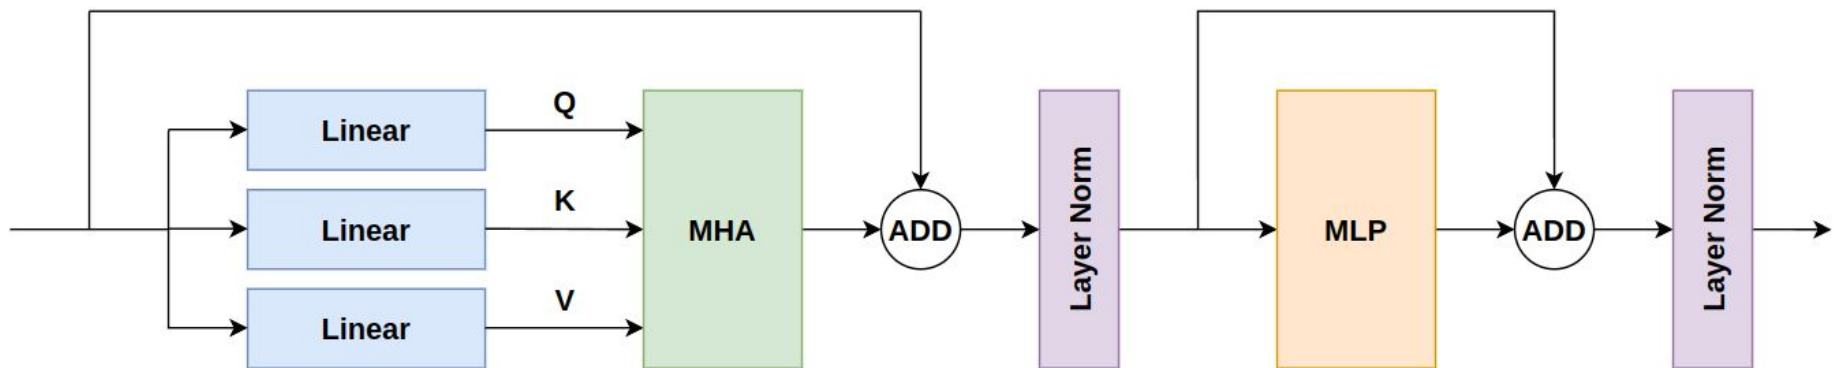 Linear
Q
Linear
K
Linear
V
MHA
ADD
Layer Norm
MLP
ADD
Layer Norm